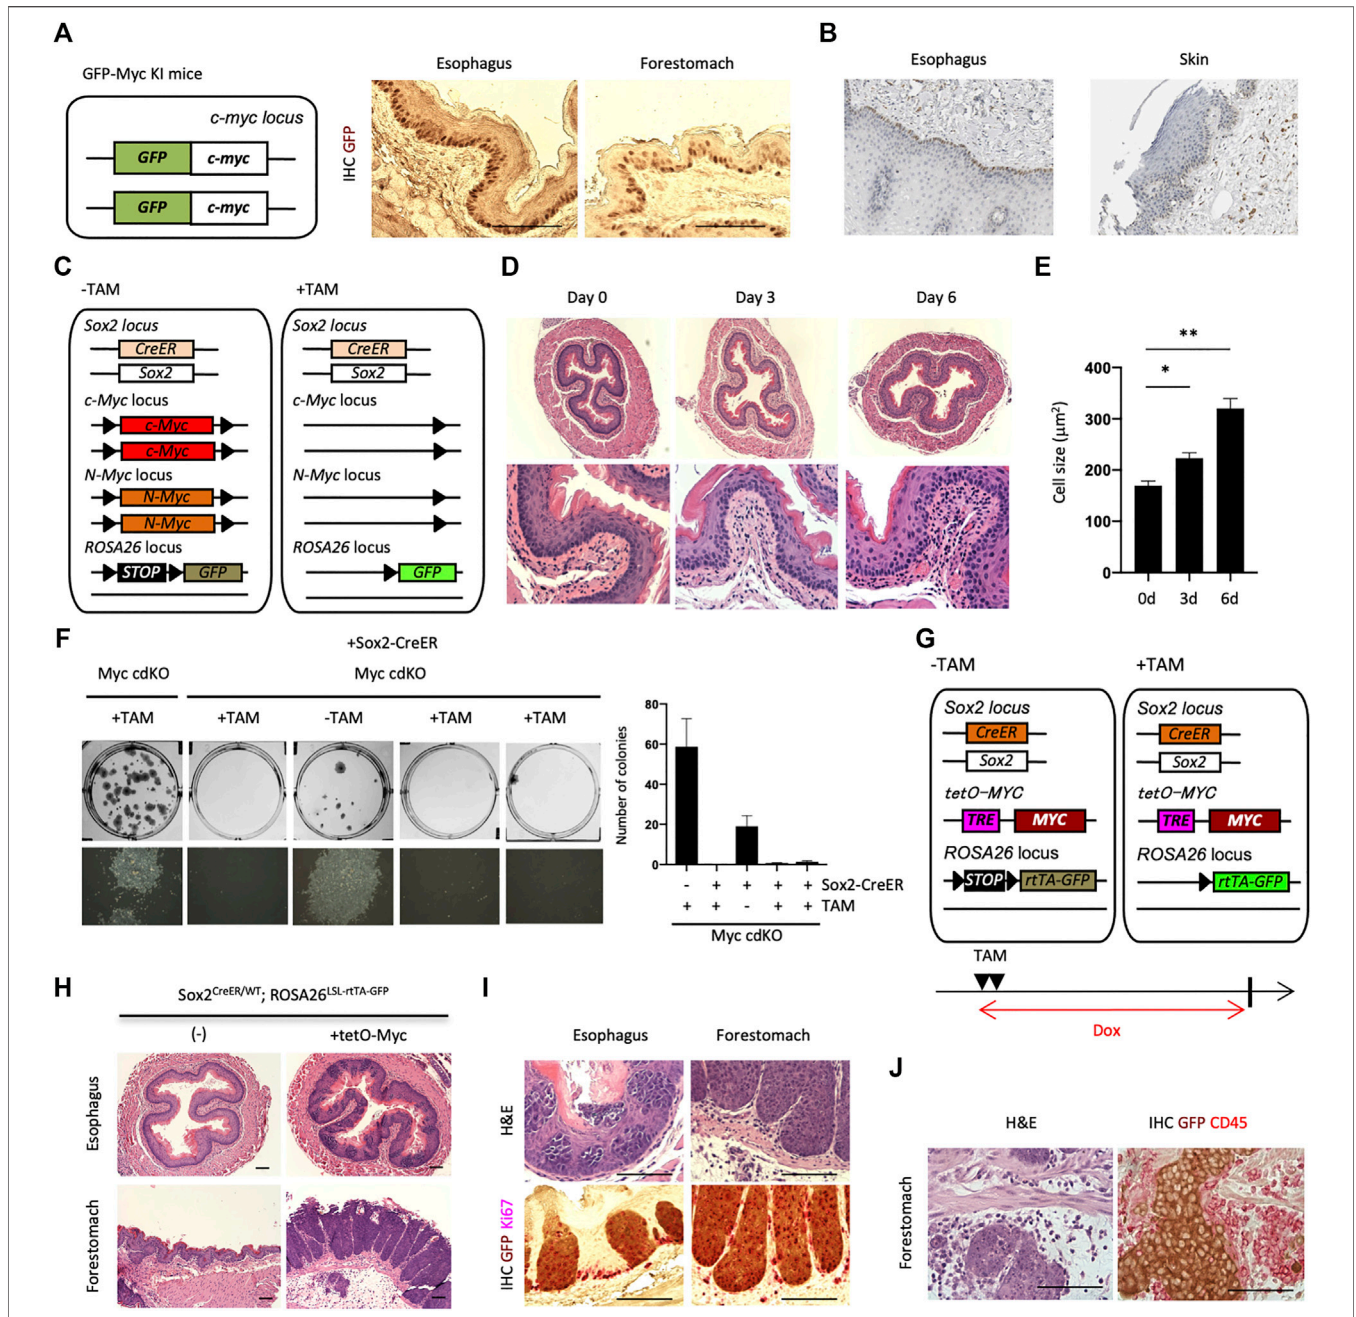 A
GFP-Myc KI mice
c-myc locus
GFP c-myc
GFP c-myc
IHC GFP
Esophagus Forestomach
B
Esophagus Skin
C
-TAM +TAM
Sox2 locus
CreER
Sox2
c-Myc locus
c-Myc
c-Myc
N-Myc locus
N-Myc
N-Myc
ROSA26 locus
STOP GFP
Sox2 locus
CreER
Sox2
c-Myc locus
N-Myc locus
ROSA26 locus
GFP
D
Day 0 Day 3 Day 6
E
Cell size (µm²)
400
300
200
100
0
* **
0d 3d 6d
F
+Sox2-CreER
Myc cdKO Myc cdKO
+TAM +TAM -TAM +TAM +TAM
Number of colonies
80
60
40
20
0
- + + + + Sox2-CreER
+ + - + + TAM
Myc cdKO
G
-TAM +TAM
Sox2 locus
CreER
Sox2
tetO-MYC
TRE MYC
ROSA26 locus
STOP rtTA-GFP
Sox2 locus
CreER
Sox2
tetO-MYC
TRE MYC
ROSA26 locus
rtTA-GFP
TAM
Dox
H
Sox2CreER/WT; ROSA26LSL-rtTA-GFP
(-) +tetO-Myc
Esophagus
Forestomach
I
Esophagus Forestomach
H&E
IHC GFP Ki67
J
H&E IHC GFP CD45
Forestomach